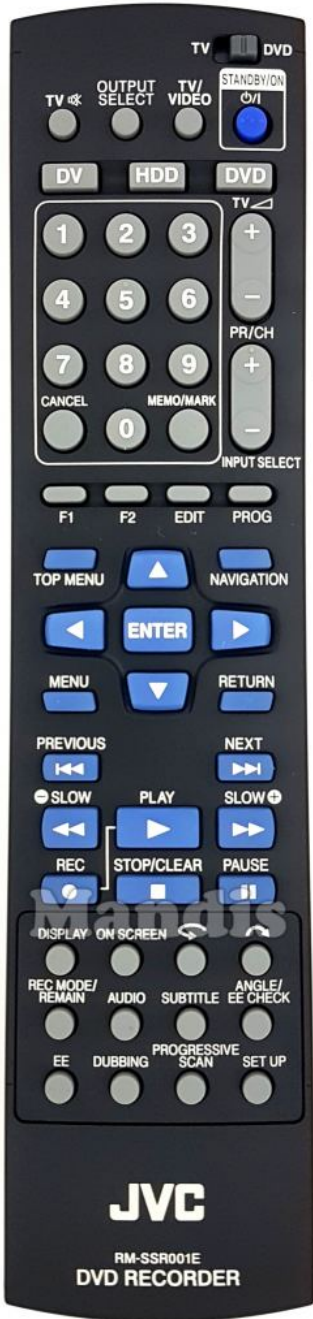 TV DVD
STANDBY/ON
TV OUTPUT SELECT TV/VIDEO
⏻/I
DV HDD DVD
TV
1 2 3 +
4 5 6 −
PR/CH
7 8 9 +
CANCEL 0 MEMO/MARK −
INPUT SELECT
F1 F2 EDIT PROG
TOP MENU NAVIGATION
ENTER
MENU RETURN
PREVIOUS NEXT
SLOW PLAY SLOW
REC STOP/CLEAR PAUSE
Mandis
DISPLAY ON SCREEN
REC MODE/REMAIN AUDIO SUBTITLE ANGLE/EE CHECK
EE DUBBING PROGRESSIVE SCAN SET UP
JVC
RM-SSR001E
DVD RECORDER